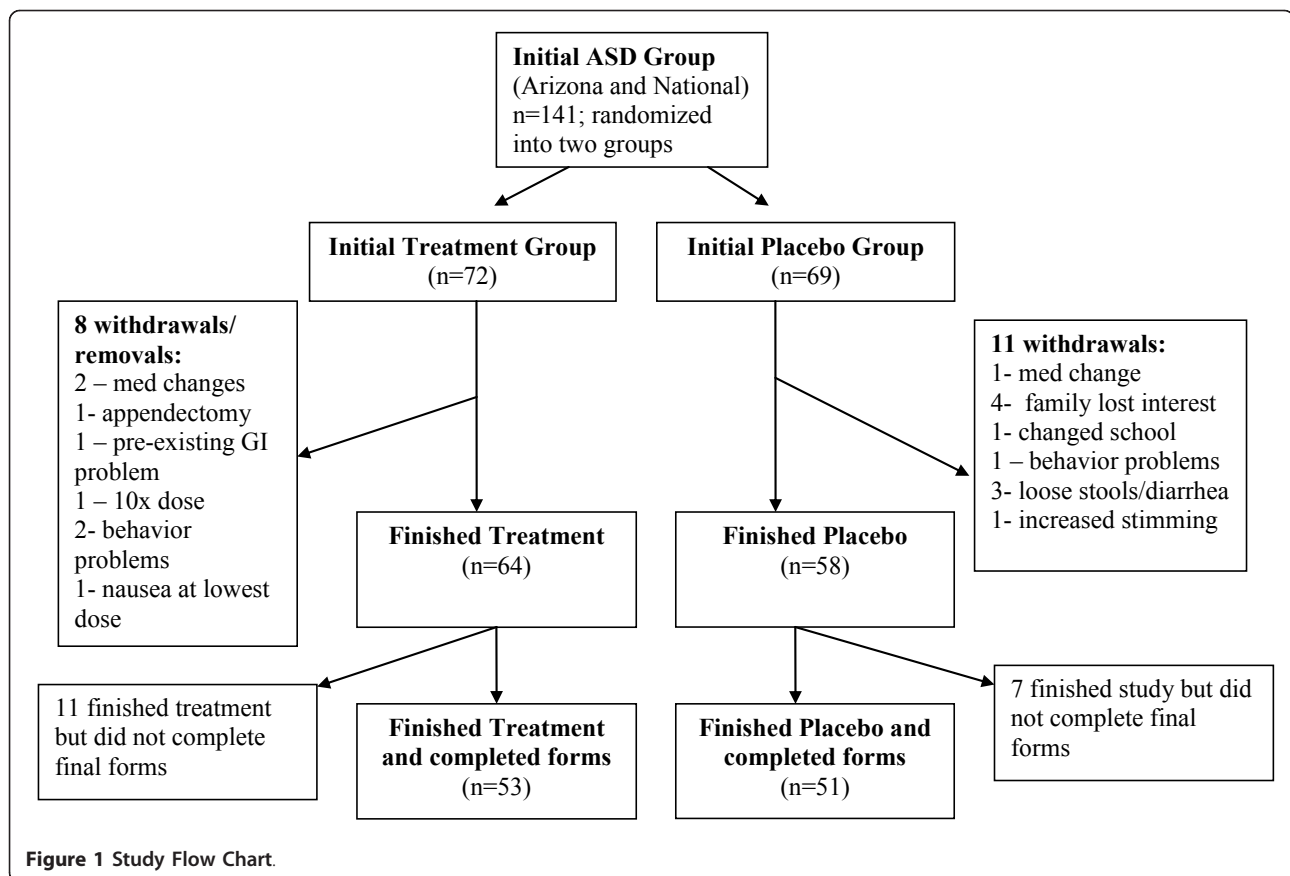 Initial ASD Group
(Arizona and National)
n=141; randomized
into two groups
Initial Treatment Group
(n=72)
Initial Placebo Group
(n=69)
8 withdrawals/
removals:
2 – med changes
1- appendectomy
1 – pre-existing GI
problem
1 – 10x dose
2- behavior
problems
1- nausea at lowest
dose
11 withdrawals:
1- med change
4- family lost interest
1- changed school
1 – behavior problems
3- loose stools/diarrhea
1- increased stimming
Finished Treatment
(n=64)
Finished Placebo
(n=58)
11 finished treatment
but did not complete
final forms
Finished Treatment
and completed forms
(n=53)
Finished Placebo and
completed forms
(n=51)
7 finished study but did
not complete final
forms
Figure 1 Study Flow Chart.